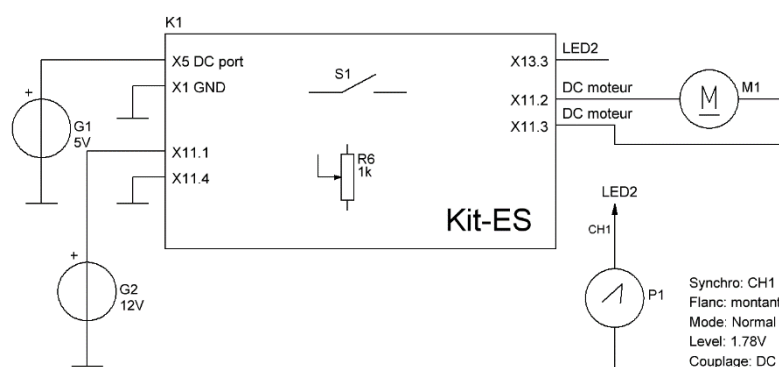 K1
X5 DC port
X1 GND
X11.1
X11.4
S1
R6
1k
Kit-ES
X13.3
X11.2
X11.3
LED2
DC moteur
DC moteur
M
M1
+
G1
5V
+
G2
12V
LED2
CH1
P1
Synchro: CH1
Flanc: montant
Mode: Normal
Level: 1.78V
Couplage: DC